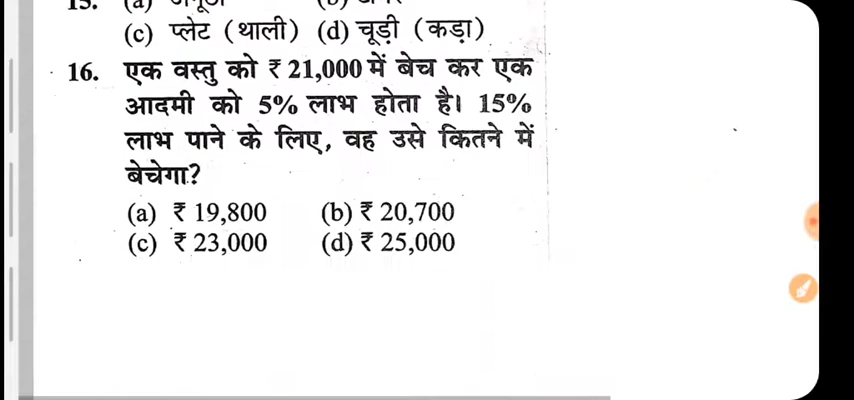 15. (a)
(c) प्लेट (थाली) (d) चूड़ी (कड़ा)
16. एक वस्तु को ₹ 21,000 में बेच कर एक
आदमी को 5% लाभ होता है। 15%
लाभ पाने के लिए, वह उसे कितने में
बेचेगा?
(a) ₹ 19,800 (b) ₹ 20,700
(c) ₹ 23,000 (d) ₹ 25,000